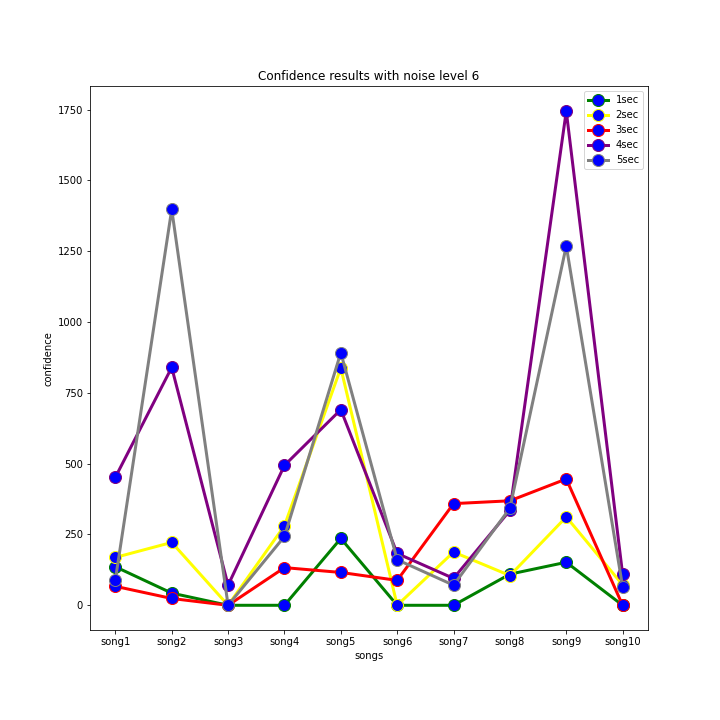 Confidence results with noise level 6
1sec
2sec
3sec
4sec
5sec
confidence
1750
1500
1250
1000
750
500
250
0
song1 song2 song3 song4 song5 song6 song7 song8 song9 song10
songs